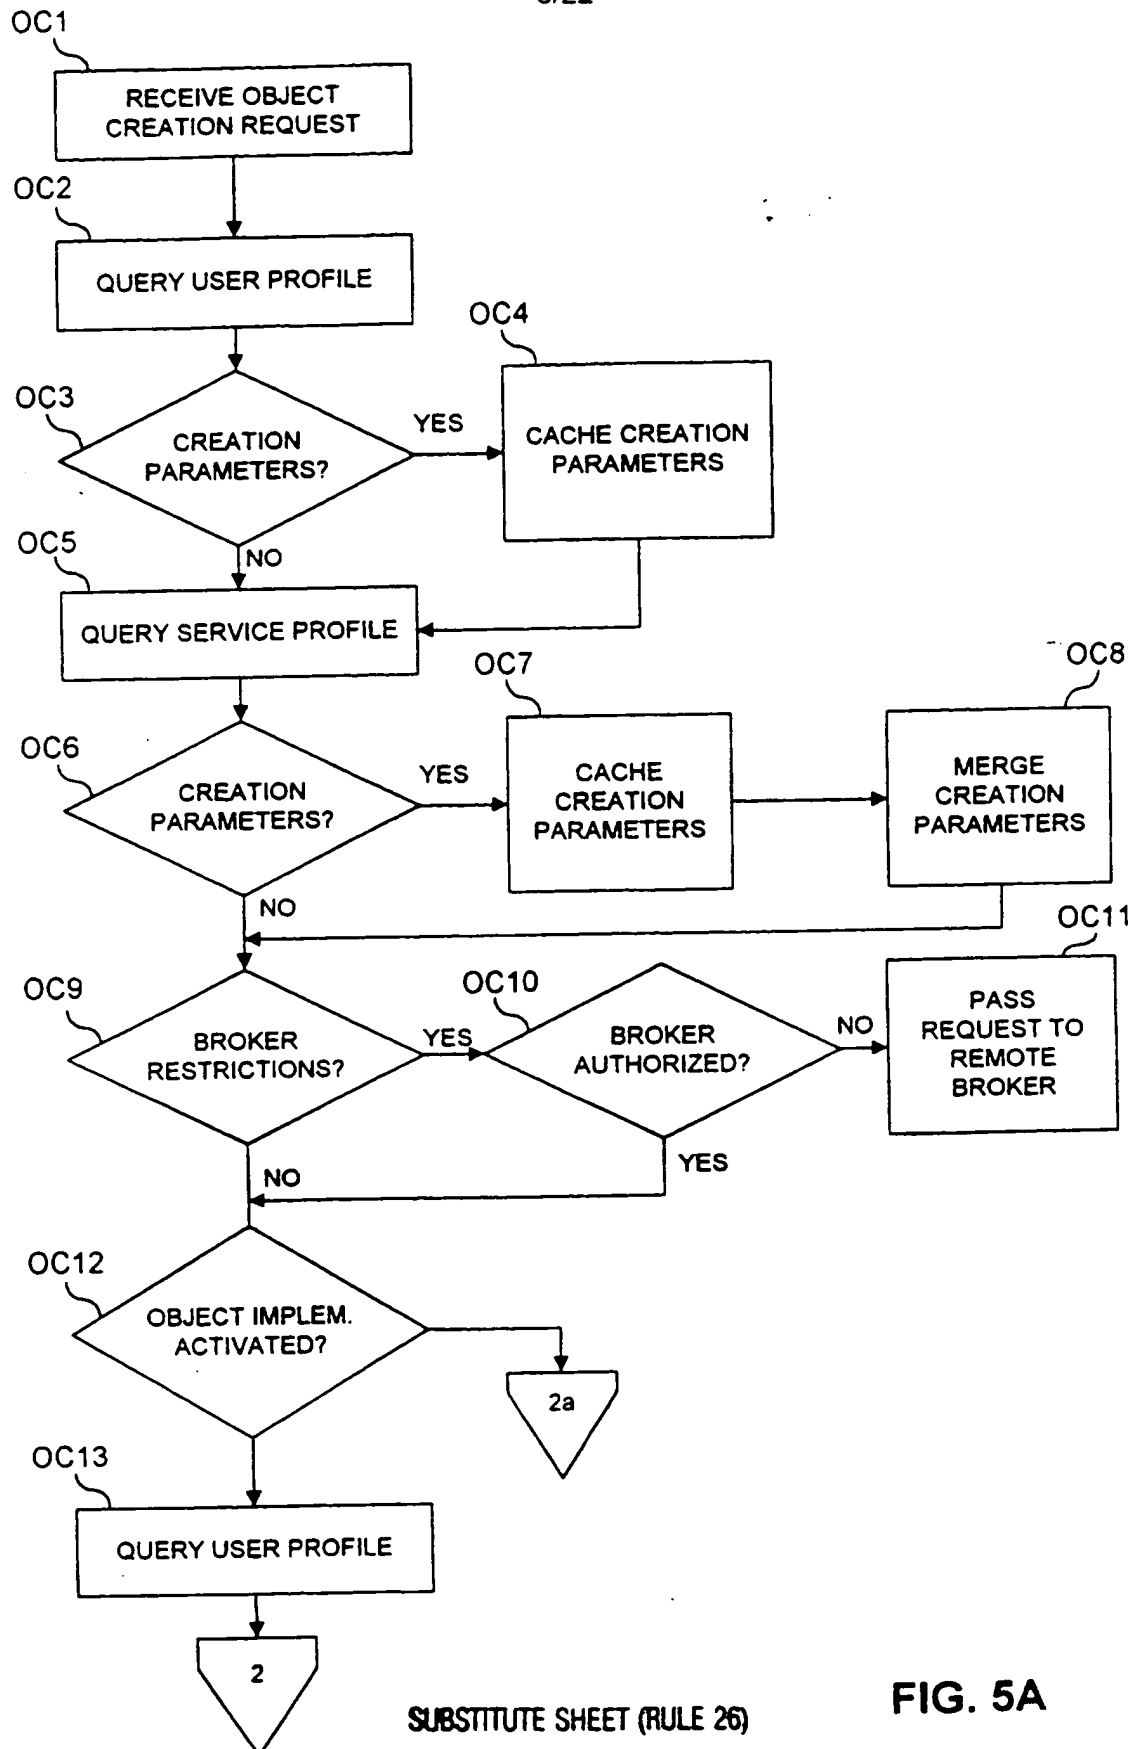 OC1
RECEIVE OBJECT
CREATION REQUEST
OC2
QUERY USER PROFILE
OC3
CREATION
PARAMETERS?
YES
OC4
CACHE CREATION
PARAMETERS
NO
OC5
QUERY SERVICE PROFILE
OC6
CREATION
PARAMETERS?
YES
OC7
CACHE
CREATION
PARAMETERS
OC8
MERGE
CREATION
PARAMETERS
NO
OC9
BROKER
RESTRICTIONS?
YES
OC10
BROKER
AUTHORIZED?
NO
OC11
PASS
REQUEST TO
REMOTE
BROKER
NO
YES
OC12
OBJECT IMPLEM.
ACTIVATED?
2a
OC13
QUERY USER PROFILE
2
SUBSTITUTE SHEET (RULE 26)
FIG. 5A